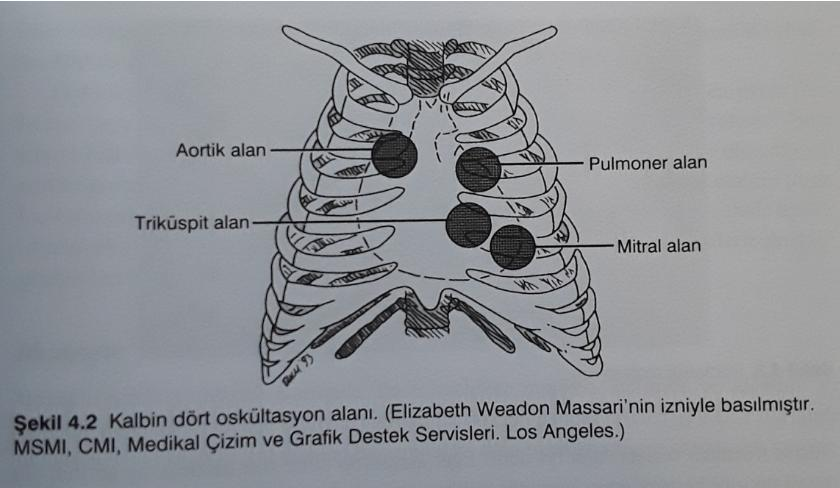 Aortik alan
Pulmoner alan
Triküspit alan
Mitral alan
Şekil 4.2 Kalbin dört oskültasyon alanı. (Elizabeth Weadon Massari'nin izniyle basılmıştır.
MSMI, CMI, Medikal Çizim ve Grafik Destek Servisleri. Los Angeles.)